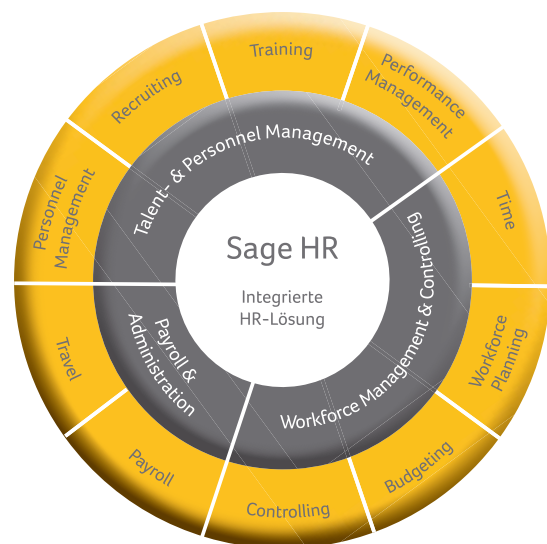 Sage HR
Integrierte
HR-Lösung
Talent- & Personnel Management
Workforce Management & Controlling
Payroll &
Administration
Personnel
Management
Recruiting
Training
Performance
Management
Time
Workforce
Planning
Budgeting
Controlling
Payroll
Travel